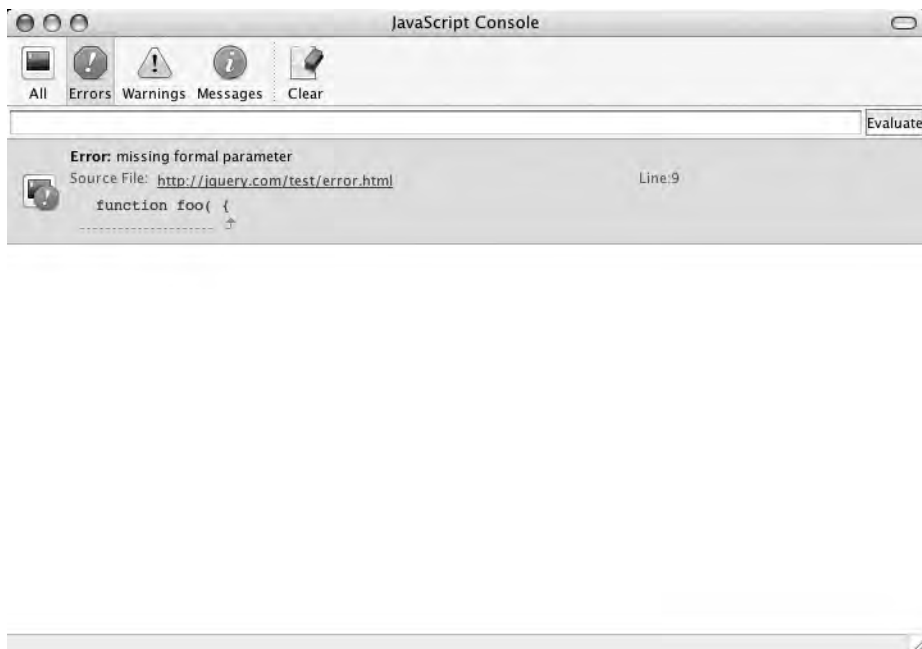 JavaScript Console
All Errors Warnings Messages Clear
Evaluate
Error: missing formal parameter
Source File: http://jquery.com/test/error.html Line:9
function foo( {